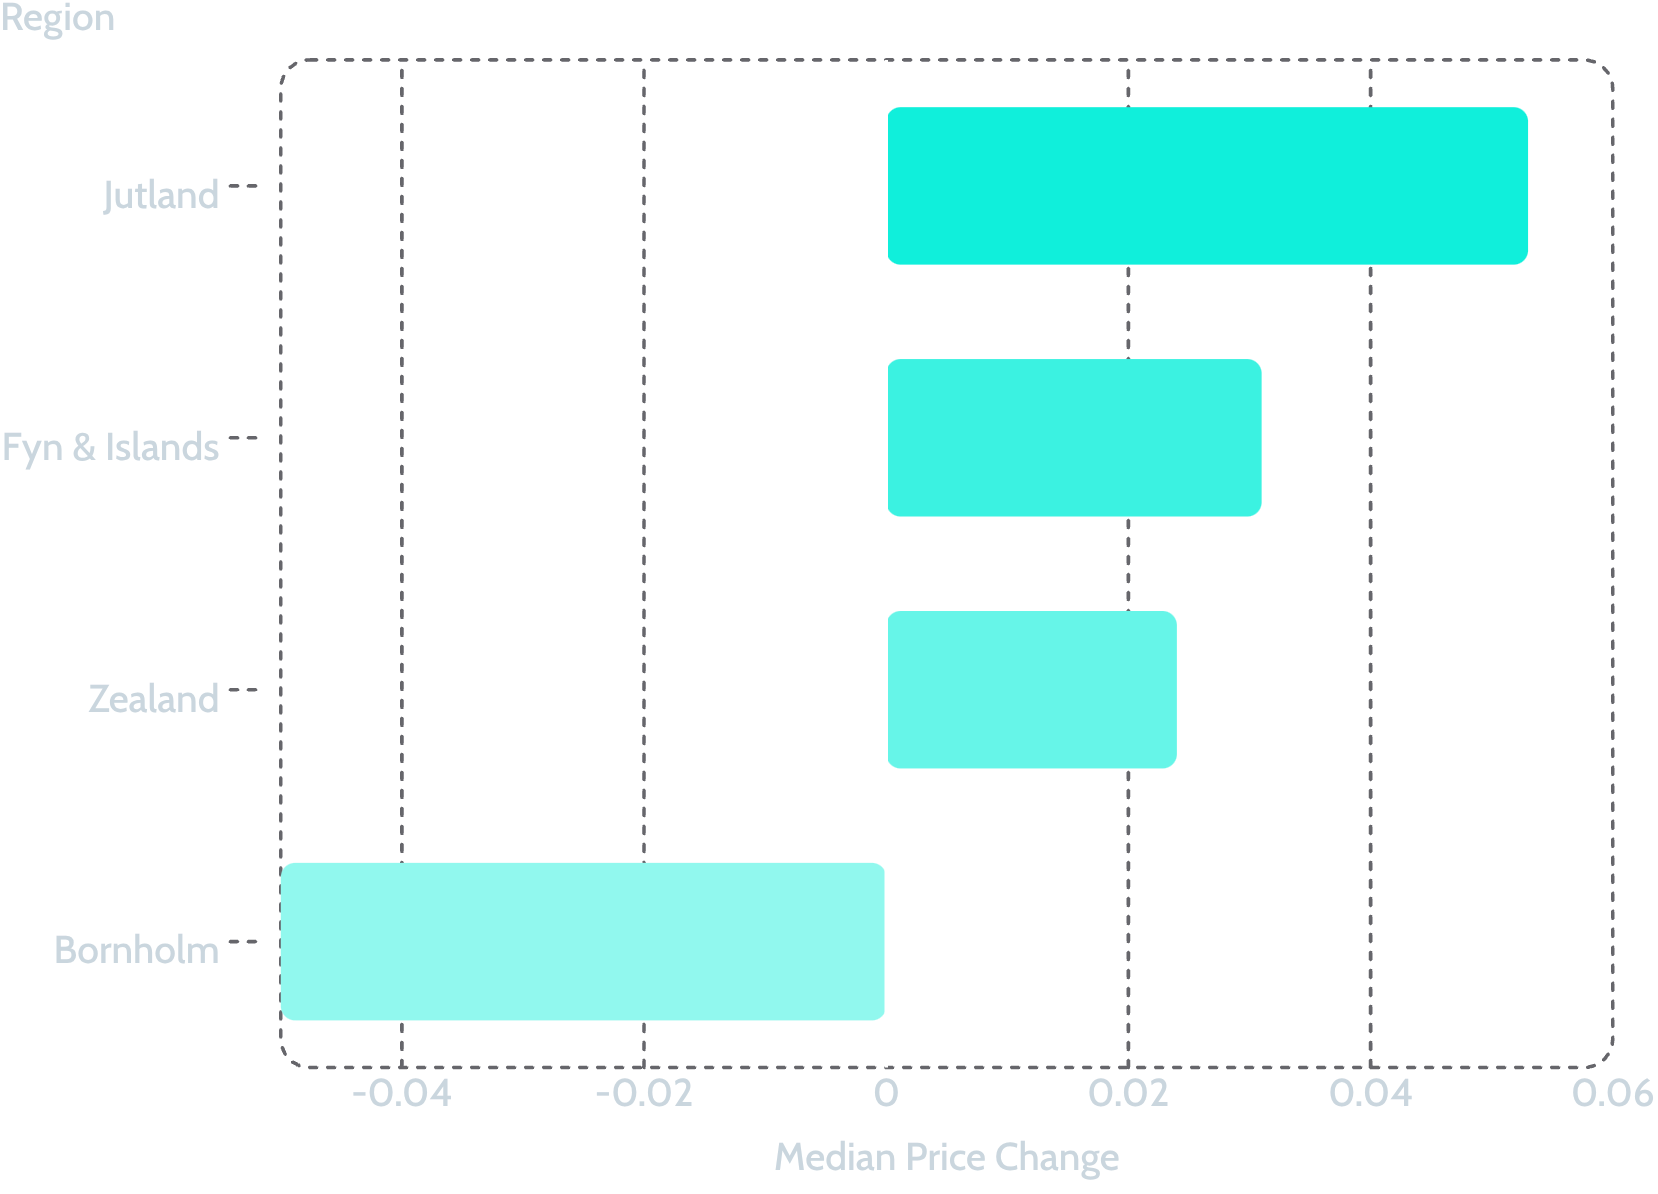 Region
Jutland
Fyn & Islands
Zealand
Bornholm
-0.04 -0.02 0 0.02 0.04 0.06
Median Price Change